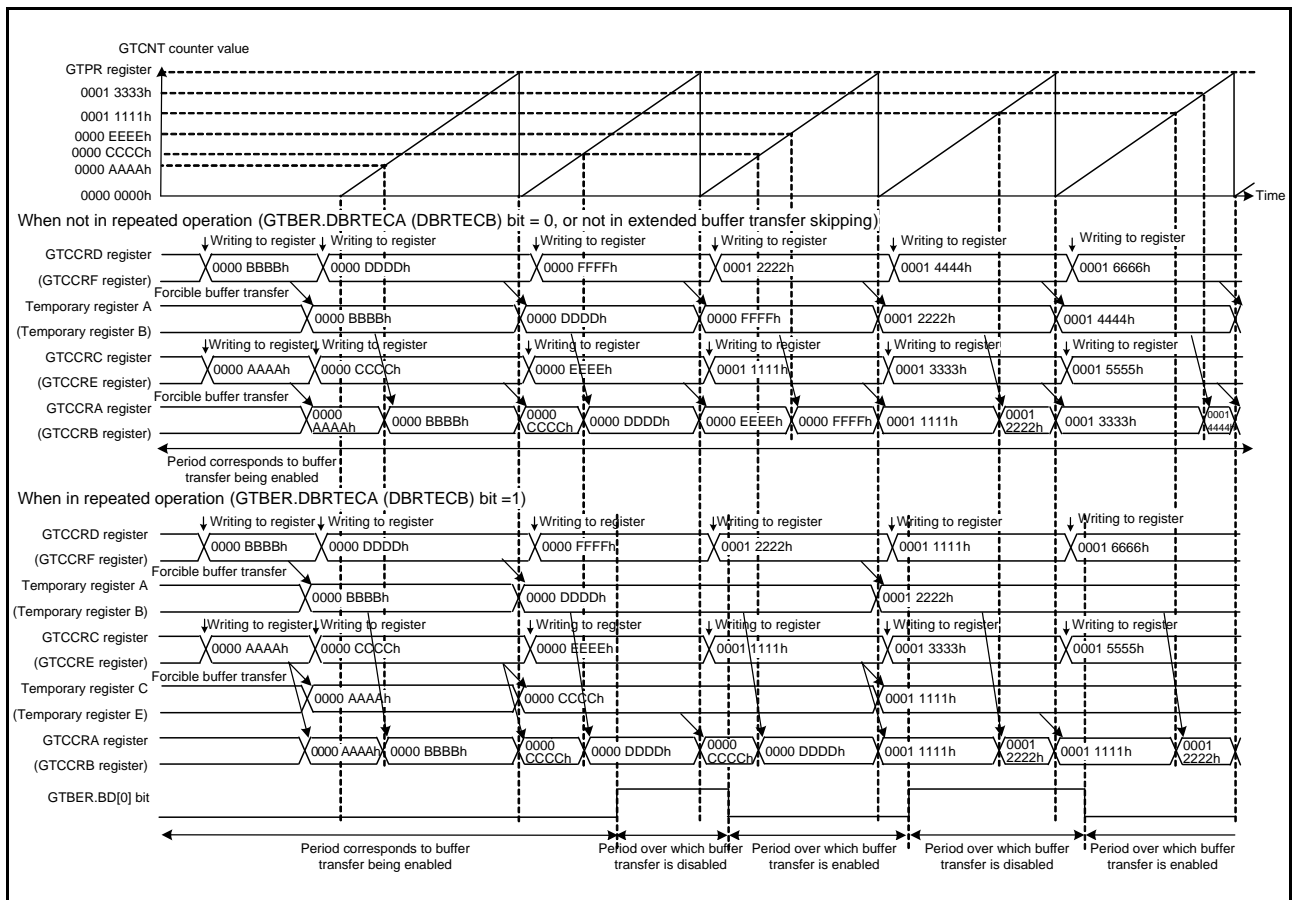 GTCNT counter value
GTPR register
0001 3333h
0001 1111h
0000 EEEEh
0000 CCCCh
0000 AAAAh
0000 0000h
Time
When not in repeated operation (GTBER.DBRTECA (DBRTECB) bit = 0, or not in extended buffer transfer skipping)
Writing to register Writing to register Writing to register Writing to register Writing to register Writing to register
GTCCRD register
0000 BBBBh 0000 DDDDh 0000 FFFFh 0001 2222h 0001 4444h 0001 6666h
(GTCCRF register)
Forcible buffer transfer
Temporary register A
0000 BBBBh 0000 DDDDh 0000 FFFFh 0001 2222h 0001 4444h
(Temporary register B)
Writing to register Writing to register Writing to register Writing to register Writing to register Writing to register
GTCCRC register
0000 AAAAh 0000 CCCCh 0000 EEEEh 0001 1111h 0001 3333h 0001 5555h
(GTCCRE register)
Forcible buffer transfer
GTCCRA register
0000 AAAAh 0000 BBBBh 0000 CCCCh 0000 DDDDh 0000 EEEEh 0000 FFFFh 0001 1111h 0001 2222h 0001 3333h 0001 4444h
(GTCCRB register)
Period corresponds to buffer
transfer being enabled
When in repeated operation (GTBER.DBRTECA (DBRTECB) bit =1)
Writing to register Writing to register Writing to register Writing to register Writing to register Writing to register
GTCCRD register
0000 BBBBh 0000 DDDDh 0000 FFFFh 0001 2222h 0001 1111h 0001 6666h
(GTCCRF register)
Forcible buffer transfer
Temporary register A
0000 BBBBh 0000 DDDDh 0001 2222h
(Temporary register B)
Writing to register Writing to register Writing to register Writing to register Writing to register Writing to register
GTCCRC register
0000 AAAAh 0000 CCCCh 0000 EEEEh 0001 1111h 0001 3333h 0001 5555h
(GTCCRE register)
Forcible buffer transfer
Temporary register C
0000 AAAAh 0000 CCCCh 0001 1111h
(Temporary register E)
GTCCRA register
0000 AAAAh 0000 BBBBh 0000 CCCCh 0000 DDDDh 0000 CCCCh 0000 DDDDh 0001 1111h 0001 2222h 0001 1111h 0001 2222h
(GTCCRB register)
GTBER.BD[0] bit
Period corresponds to buffer Period over which buffer Period over which buffer Period over which buffer Period over which buffer
transfer being enabled transfer is disabled transfer is enabled transfer is disabled transfer is enabled